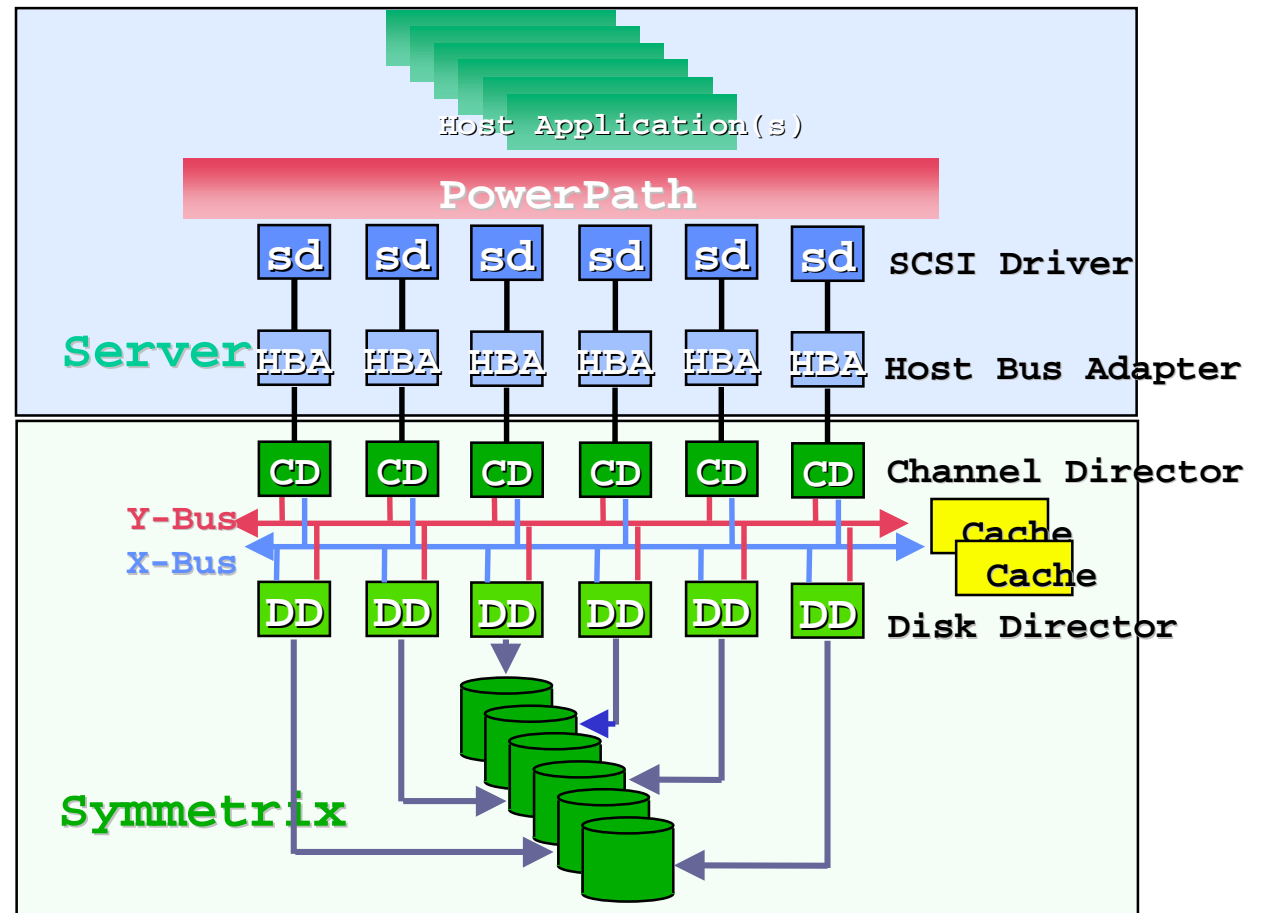 Host Application(s)
PowerPath
sd sd sd sd sd sd SCSI Driver
Server HBA HBA HBA HBA HBA HBA Host Bus Adapter
CD CD CD CD CD CD Channel Director
Y-Bus
Cache
X-Bus
Cache
DD DD DD DD DD DD Disk Director
Symmetrix